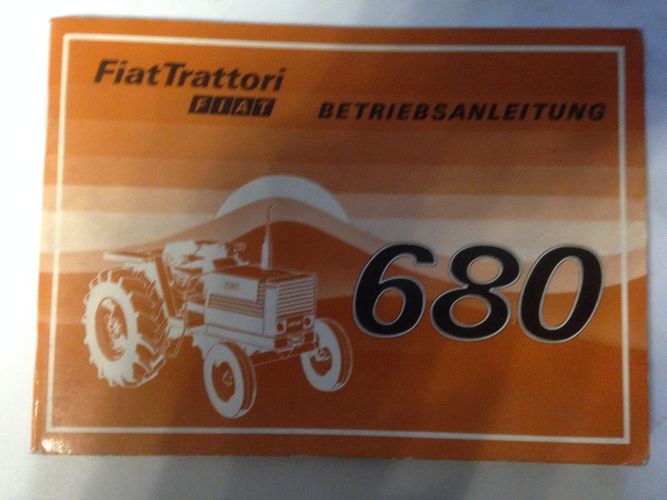 FiatTrattori
FIAT
BETRIEBSANLEITUNG
680